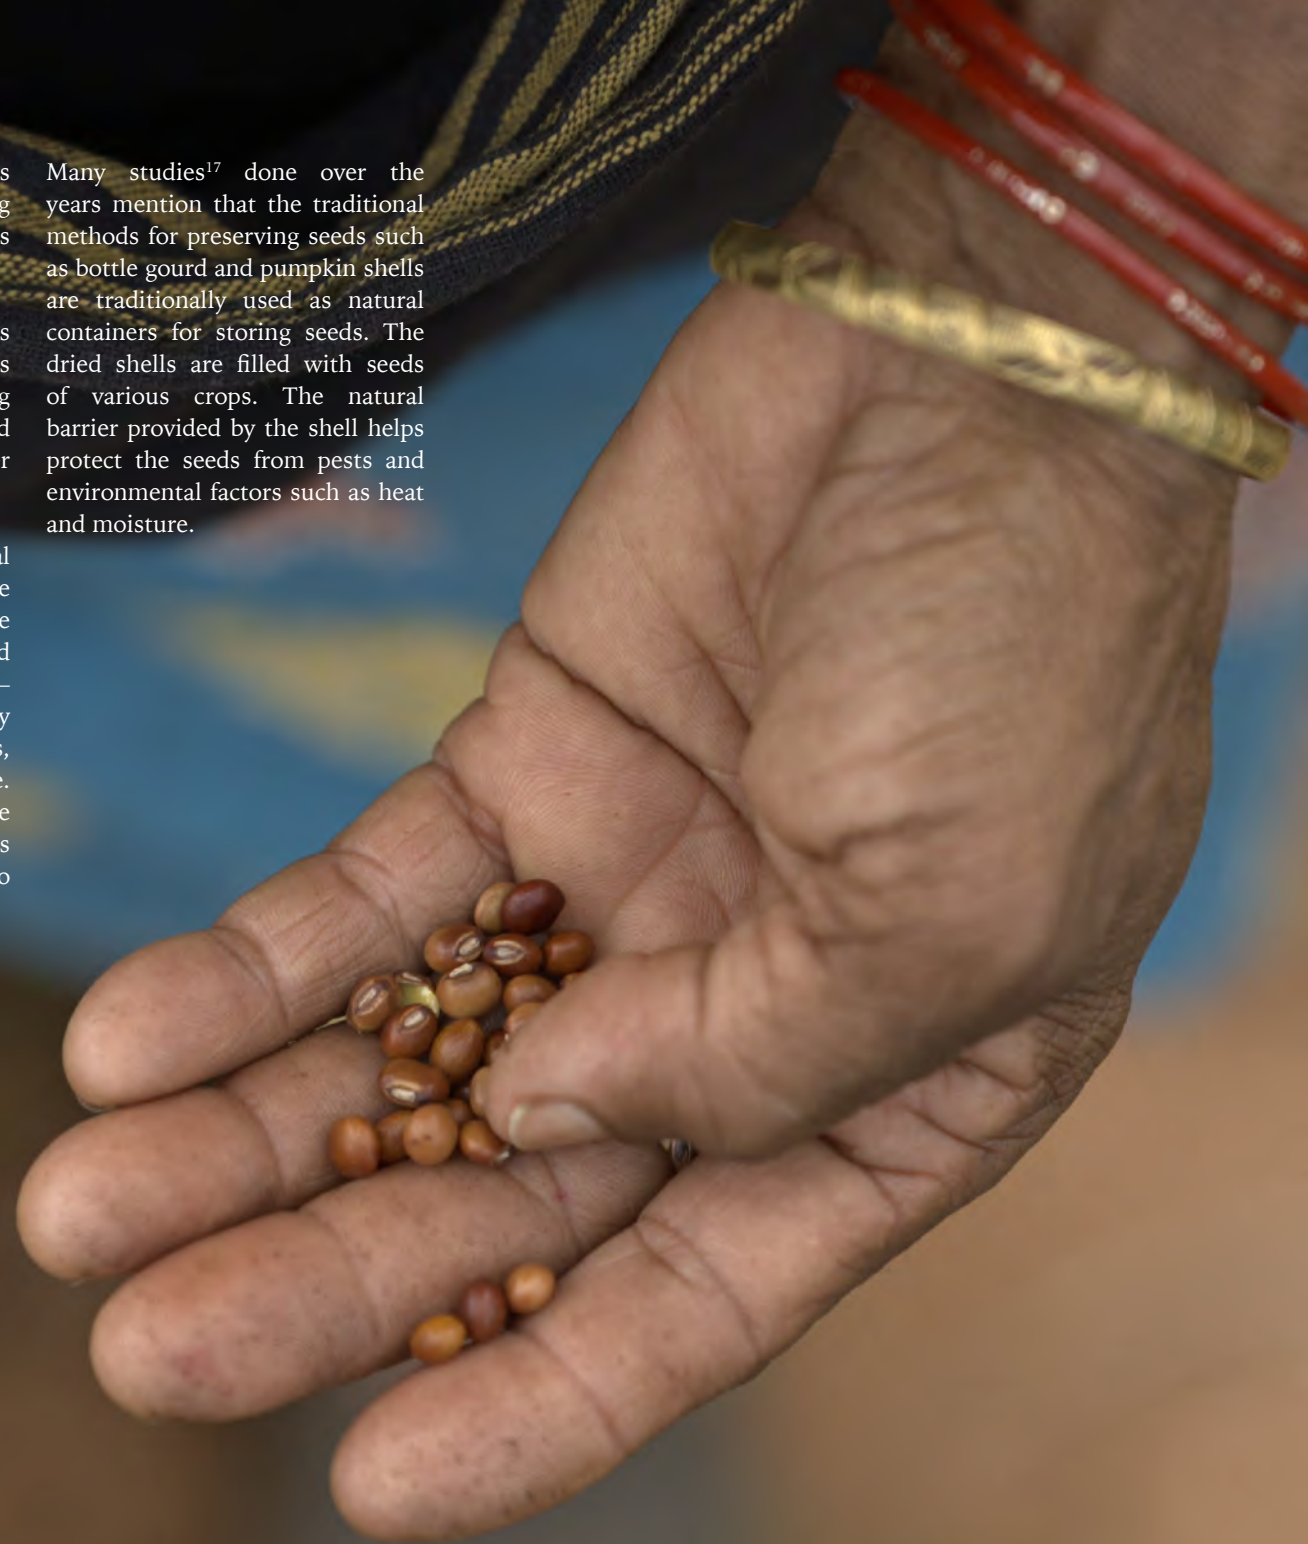 Many studies¹⁷ done over the
years mention that the traditional
methods for preserving seeds such
as bottle gourd and pumpkin shells
are traditionally used as natural
containers for storing seeds. The
dried shells are filled with seeds
of various crops. The natural
barrier provided by the shell helps
protect the seeds from pests and
environmental factors such as heat
and moisture.